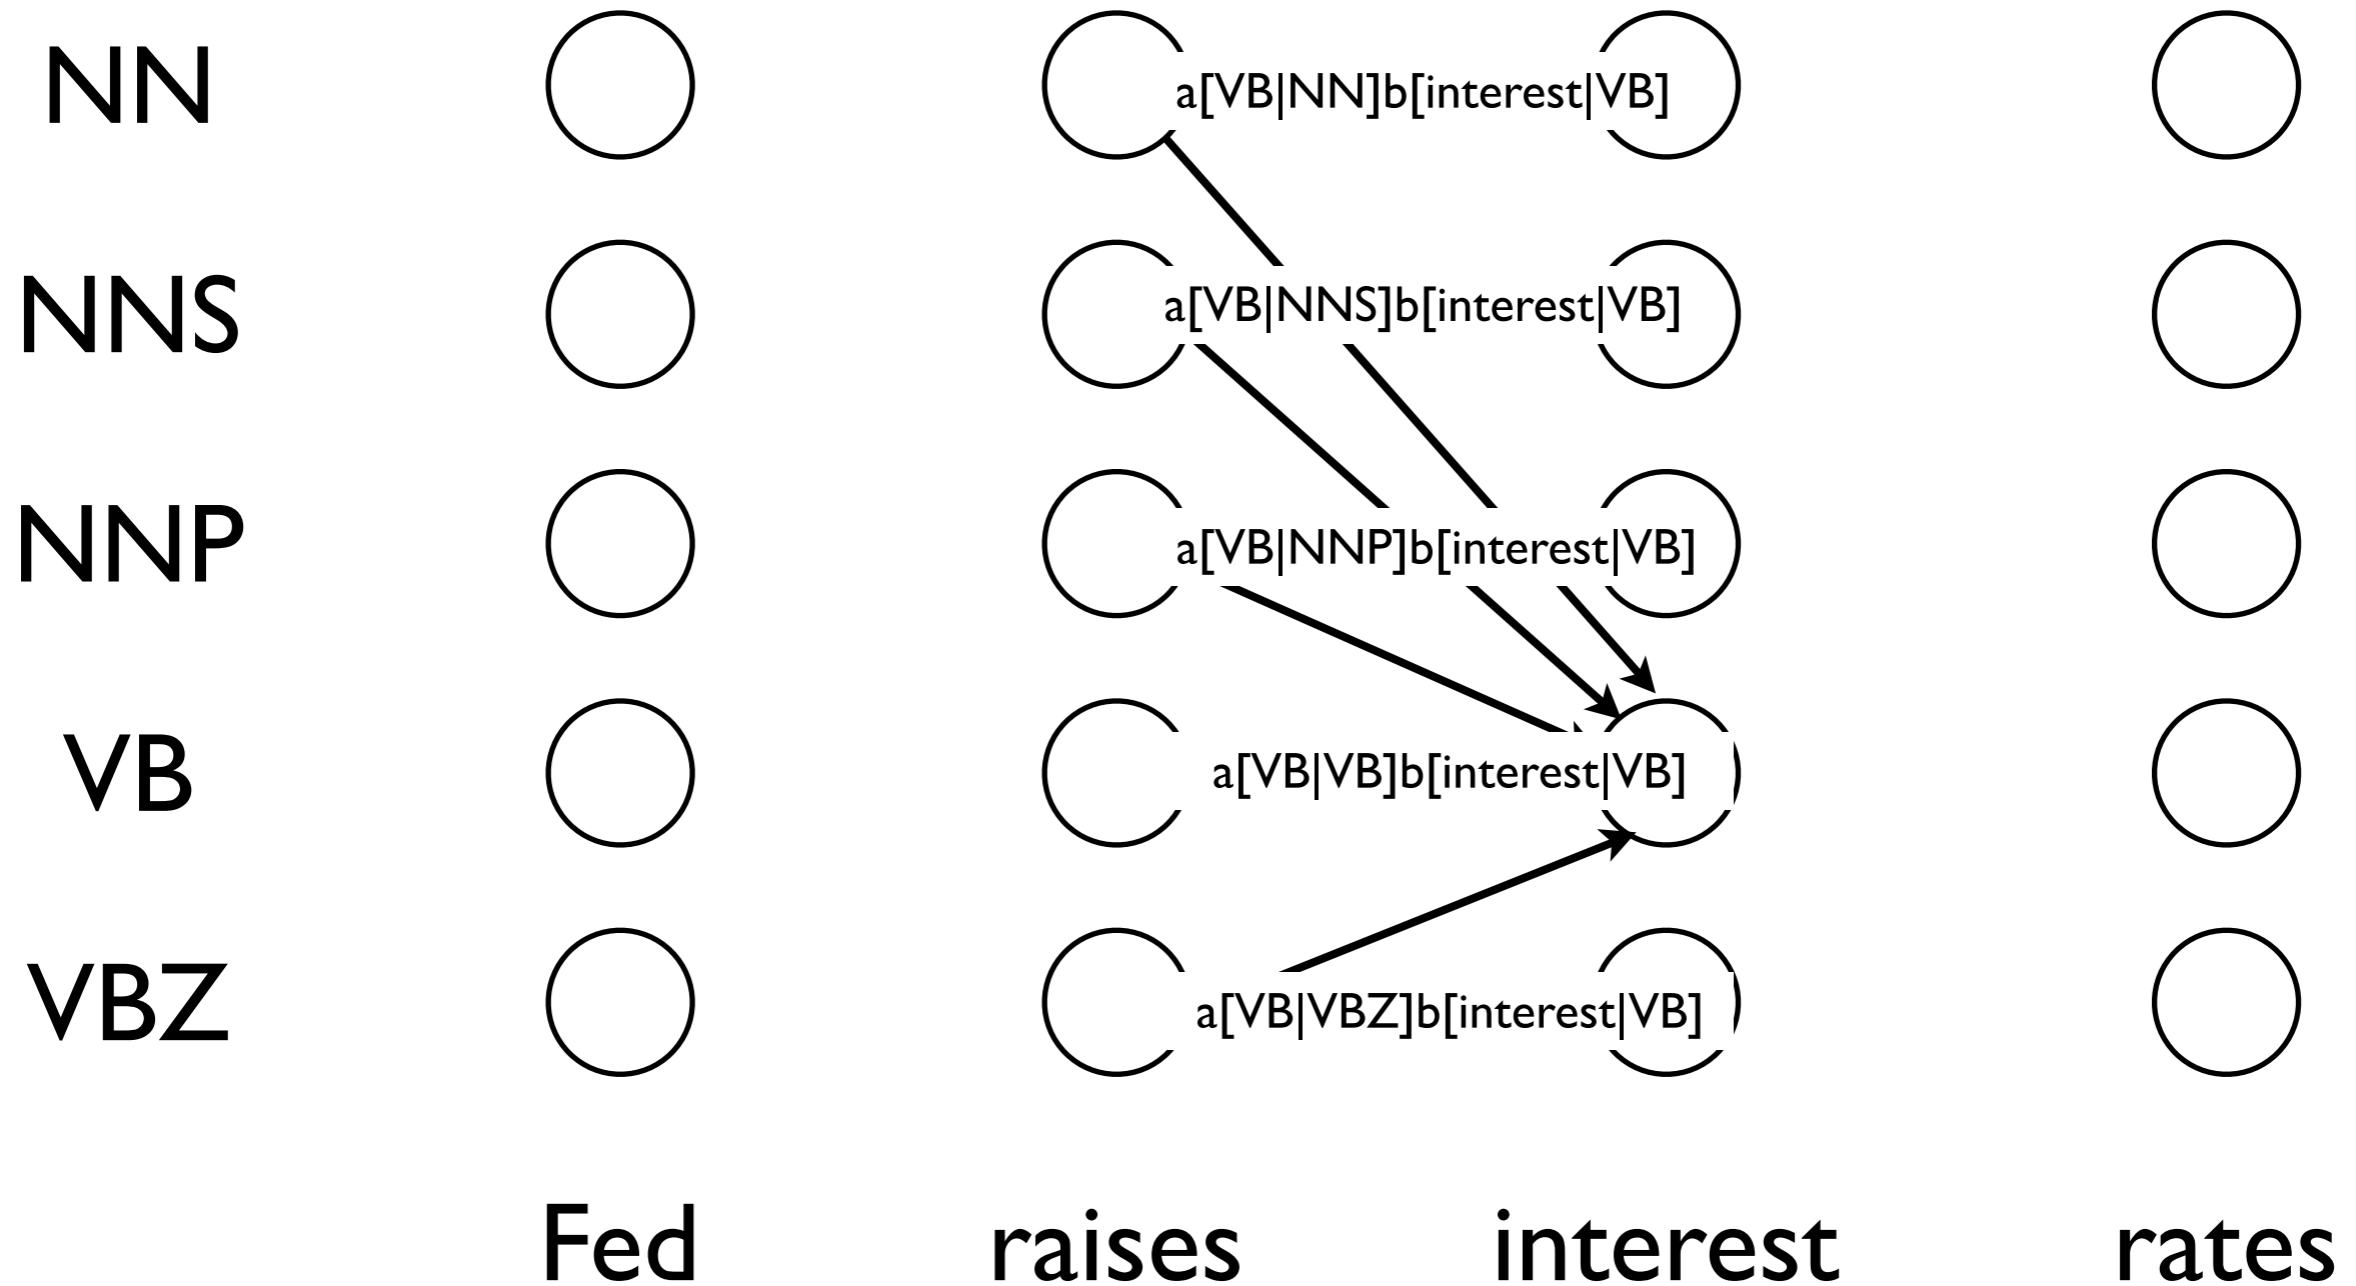 NN a[VB|NN]b[interest|VB]
NNS a[VB|NNS]b[interest|VB]
NNP a[VB|NNP]b[interest|VB]
VB a[VB|VB]b[interest|VB]
VBZ a[VB|VBZ]b[interest|VB]
Fed raises interest rates